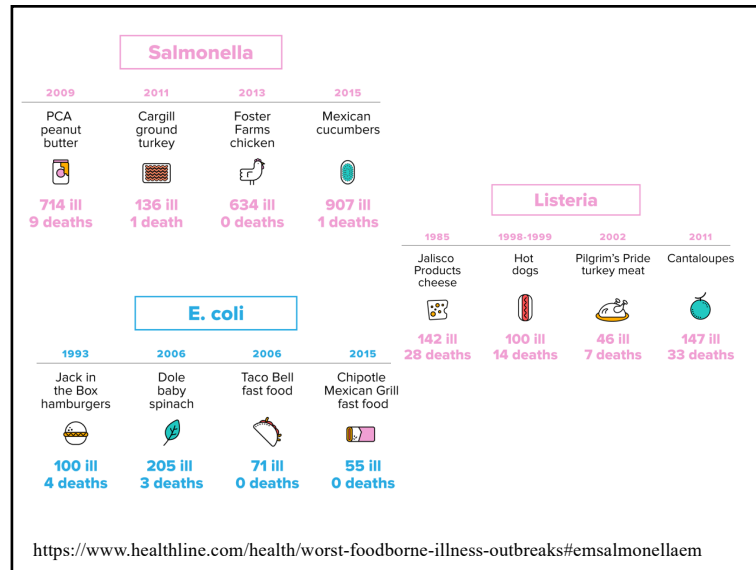 Salmonella
2009 2011 2013 2015
PCA peanut butter
Cargill ground turkey
Foster Farms chicken
Mexican cucumbers
714 ill 136 ill 634 ill 907 ill
9 deaths 1 death 0 deaths 1 deaths
Listeria
1985 1998-1999 2002 2011
Jalisco Products cheese
Hot dogs
Pilgrim’s Pride turkey meat
Cantaloupes
142 ill 100 ill 46 ill 147 ill
28 deaths 14 deaths 7 deaths 33 deaths
E. coli
1993 2006 2006 2015
Jack in the Box hamburgers
Dole baby spinach
Taco Bell fast food
Chipotle Mexican Grill fast food
100 ill 205 ill 71 ill 55 ill
4 deaths 3 deaths 0 deaths 0 deaths
https://www.healthline.com/health/worst-foodborne-illness-outbreaks#emsalmonellaem